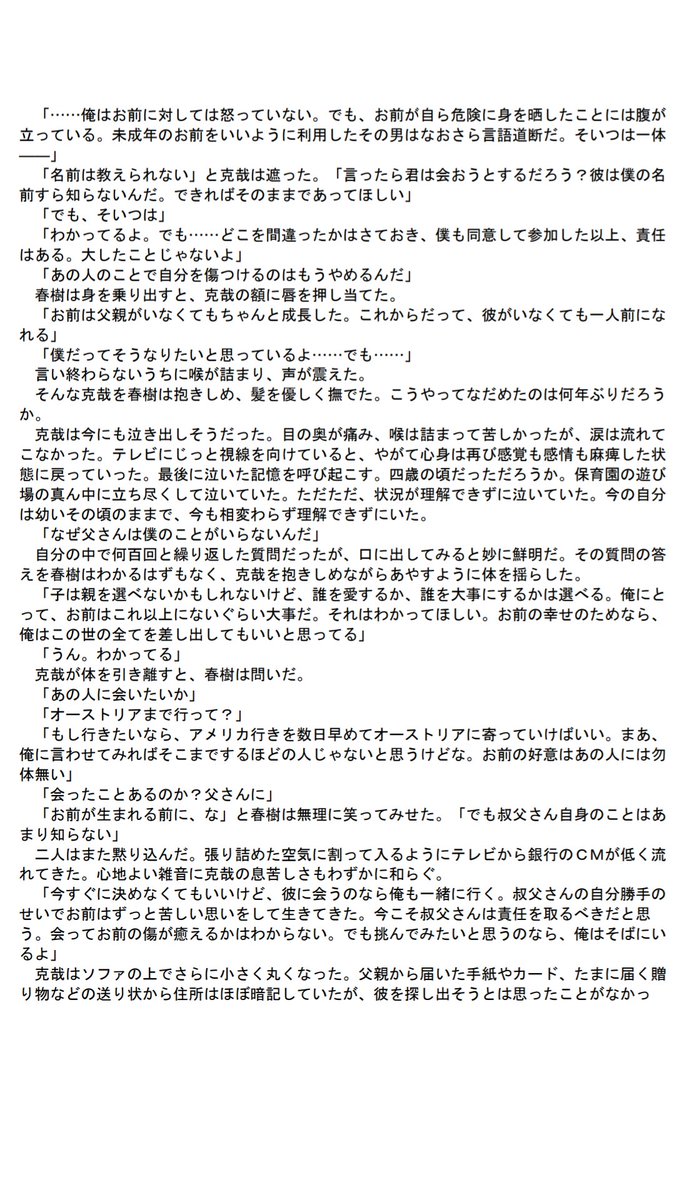 「……俺はお前に対しては怒っていない。でも、お前が自ら危険に身を晒したことには腹が
立っている。未成年のお前をいいように利用したその男はなおさら言語道断だ。そいつは一体
――」
「名前は教えられない」と克哉は遮った。「言ったら君は会おうとするだろう？彼は僕の名
前すら知らないんだ。できればそのままであってほしい」
「でも、そいつは」
「わかってるよ。でも……どこを間違ったかはさておき、僕も同意して参加した以上、責任
はある。大したことじゃないよ」
「あの人のことで自分を傷つけるのはもうやめるんだ」
春樹は身を乗り出すと、克哉の額に唇を押し当てた。
「お前は父親がいなくてもちゃんと成長した。これからだって、彼がいなくても一人前にな
れる」
「僕だってそうなりたいと思っているよ……でも……」
言い終わらないうちに喉が詰まり、声が震えた。
そんな克哉を春樹は抱きしめ、髪を優しく撫でた。こうやってなだめたのは何年ぶりだろう
か。
克哉は今にも泣き出しそうだった。目の奥が痛み、喉は詰まって苦しかったが、涙は流れて
こなかった。テレビにじっと視線を向けていると、やがて心身は再び感覚も感情も麻痺した状
態に戻っていった。最後に泣いた記憶を呼び起こす。四歳の頃だっただろうか。保育園の遊び
場の真ん中に立ち尽くして泣いていた。ただただ、状況が理解できずに泣いていた。今の自分
は幼いその頃のままで、今も相変わらず理解できずにいた。
「なぜ父さんは僕のことがいらないんだ」
自分の中で何百回と繰り返した質問だったが、口に出してみると妙に鮮明だ。その質問の答
えを春樹はわかるはずもなく、克哉を抱きしめながらあやすように体を揺らした。
「子は親を選べないかもしれないけど、誰を愛するか、誰を大事にするかは選べる。俺にと
って、お前はこれ以上にないぐらい大事だ。それはわかってほしい。お前の幸せのためなら、
俺はこの世の全てを差し出してもいいと思ってる」
「うん。わかってる」
克哉が体を引き離すと、春樹は問いだ。
「あの人に会いたいか」
「オーストリアまで行って？」
「もし行きたいなら、アメリカ行きを数日早めてオーストリアに寄っていけばいい。まあ、
俺に言わせてみればそこまでするほどの人じゃないと思うけどな。お前の好意はあの人には勿
体無い」
「会ったことあるのか？父さんに」
「お前が生まれる前に、な」と春樹は無理に笑ってみせた。「でも叔父さん自身のことはあ
まり知らない」
二人はまた黙り込んだ。張り詰めた空気に割って入るようにテレビから銀行のＣＭが低く流
れてきた。心地よい雑音に克哉の息苦しさもわずかに和らぐ。
「今すぐに決めなくてもいいけど、彼に会うのなら俺も一緒に行く。叔父さんの自分勝手の
せいでお前はずっと苦しい思いをして生きてきた。今こそ叔父さんは責任を取るべきだと思
う。会ってお前の傷が癒えるかはわからない。でも挑んでみたいと思うのなら、俺はそばにい
るよ」
克哉はソファの上でさらに小さく丸くなった。父親から届いた手紙やカード、たまに届く贈
り物などの送り状から住所はほぼ暗記していたが、彼を探し出そうとは思ったことがなかっ